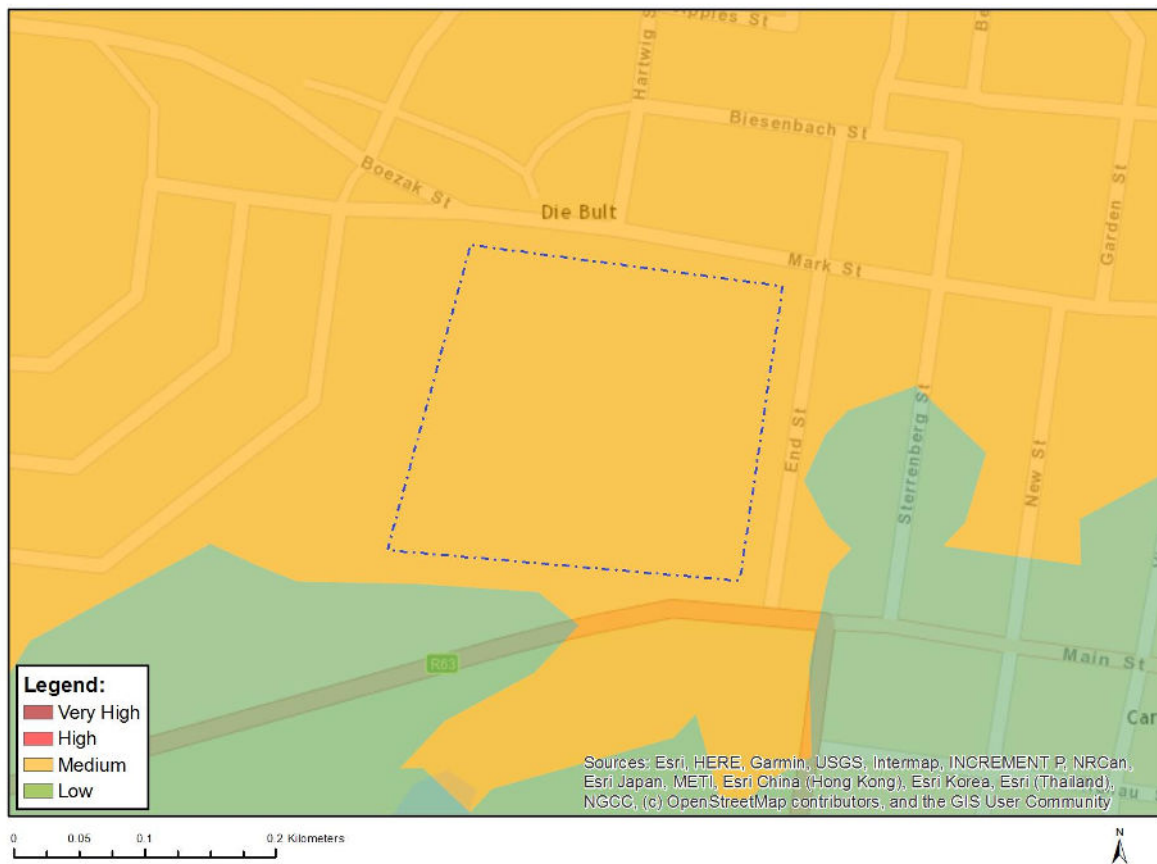 Hartwig S
ipples St
Be
Biesenbach St
Boezak St
Die Bult
Garden St
Mark St
End St
Sterrenberg St
New St
R63
Main St
Car
Legend:
Very High
High
Medium
Low
Sources: Esri, HERE, Garmin, USGS, Intermap, INCREMENT P, NRCan,
Esri Japan, METI, Esri China (Hong Kong), Esri Korea, Esri (Thailand),
NGCC, (c) OpenStreetMap contributors, and the GIS User Community
0 0.05 0.1 0.2 Kilometers
N